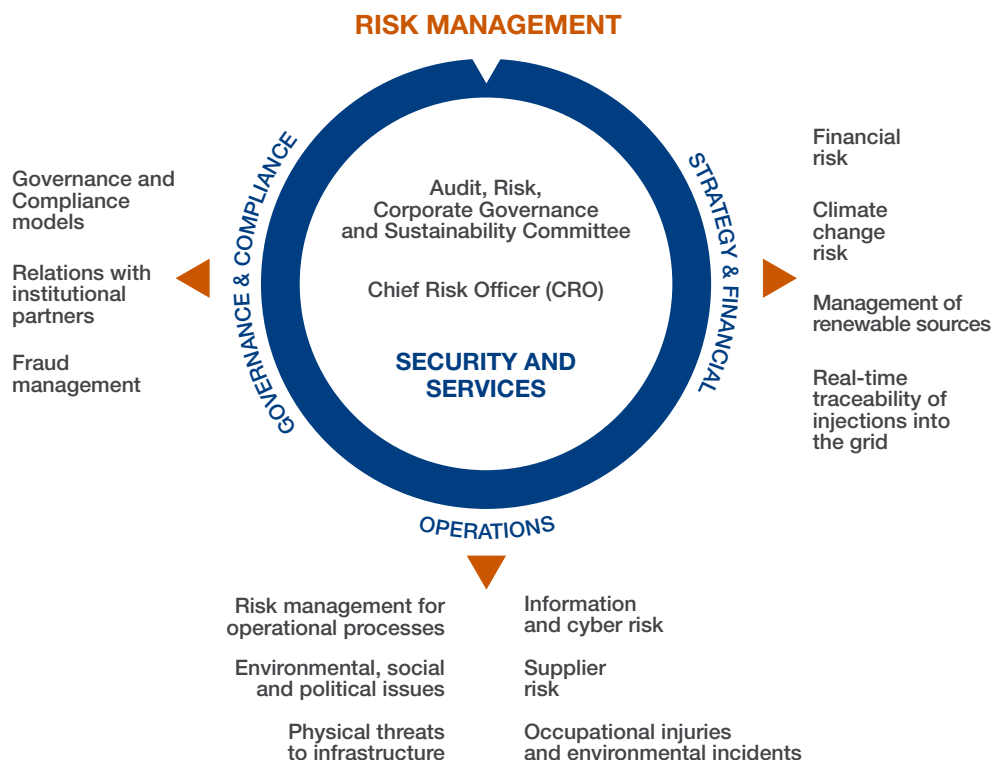 RISK MANAGEMENT
GOVERNANCE & COMPLIANCE
STRATEGY & FINANCIAL
OPERATIONS
Audit, Risk,
Corporate Governance
and Sustainability Committee
Chief Risk Officer (CRO)
SECURITY AND
SERVICES
Governance and
Compliance
models
Relations with
institutional
partners
Fraud
management
Financial
risk
Climate
change
risk
Management of
renewable sources
Real-time
traceability of
injections into
the grid
Risk management for
operational processes
Environmental, social
and political issues
Physical threats
to infrastructure
Information
and cyber risk
Supplier
risk
Occupational injuries
and environmental incidents